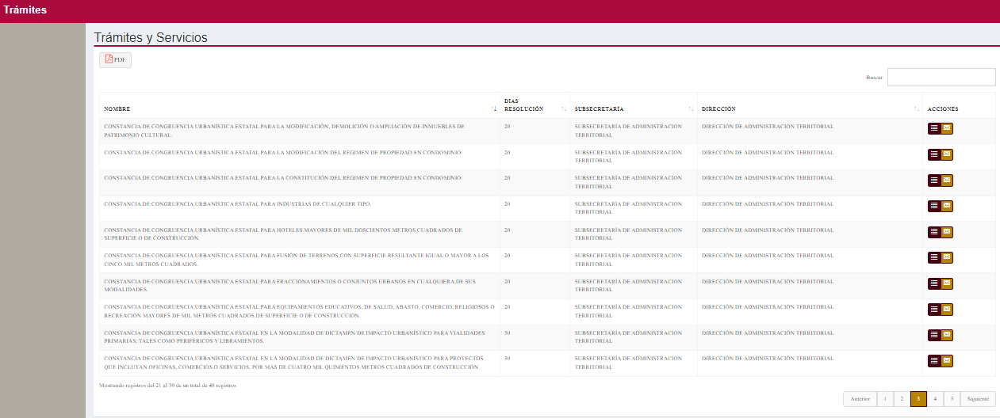 Trámites
Trámites y Servicios
PDF
Buscar:
NOMBRE
DIAS
RESOLUCIÓN
SUBSECRETARÍA
DIRECCIÓN
ACCIONES
CONSTANCIA DE CONGRUENCIA URBANÍSTICA ESTATAL PARA LA MODIFICACIÓN, DEMOLICIÓN O AMPLIACIÓN DE INMUEBLES DE
PATRIMONIO CULTURAL.
20
SUBSECRETARÍA DE ADMINISTRACION
TERRITORIAL
DIRECCIÓN DE ADMINISTRACIÓN TERRITORIAL
CONSTANCIA DE CONGRUENCIA URBANÍSTICA ESTATAL PARA LA MODIFICACIÓN DEL RÉGIMEN DE PROPIEDAD EN CONDOMINIO.
20
SUBSECRETARÍA DE ADMINISTRACION
TERRITORIAL
DIRECCIÓN DE ADMINISTRACIÓN TERRITORIAL
CONSTANCIA DE CONGRUENCIA URBANÍSTICA ESTATAL PARA LA CONSTITUCIÓN DEL RÉGIMEN DE PROPIEDAD EN CONDOMINIO.
20
SUBSECRETARÍA DE ADMINISTRACION
TERRITORIAL
DIRECCIÓN DE ADMINISTRACIÓN TERRITORIAL
CONSTANCIA DE CONGRUENCIA URBANÍSTICA ESTATAL PARA INDUSTRIAS DE CUALQUIER TIPO.
20
SUBSECRETARÍA DE ADMINISTRACION
TERRITORIAL
DIRECCIÓN DE ADMINISTRACIÓN TERRITORIAL
CONSTANCIA DE CONGRUENCIA URBANÍSTICA ESTATAL PARA HOTELES MAYORES DE MIL DOSCIENTOS METROS CUADRADOS DE
SUPERFICIE O DE CONSTRUCCIÓN.
20
SUBSECRETARÍA DE ADMINISTRACION
TERRITORIAL
DIRECCIÓN DE ADMINISTRACIÓN TERRITORIAL
CONSTANCIA DE CONGRUENCIA URBANÍSTICA ESTATAL PARA FUSIÓN DE TERRENOS CON SUPERFICIE RESULTANTE IGUAL O MAYOR A LOS
CINCO MIL METROS CUADRADOS.
20
SUBSECRETARÍA DE ADMINISTRACION
TERRITORIAL
DIRECCIÓN DE ADMINISTRACIÓN TERRITORIAL
CONSTANCIA DE CONGRUENCIA URBANÍSTICA ESTATAL PARA FRACCIONAMIENTOS O CONJUNTOS URBANOS EN CUALQUIERA DE SUS
MODALIDADES.
20
SUBSECRETARÍA DE ADMINISTRACION
TERRITORIAL
DIRECCIÓN DE ADMINISTRACIÓN TERRITORIAL
CONSTANCIA DE CONGRUENCIA URBANÍSTICA ESTATAL PARA EQUIPAMIENTOS EDUCATIVOS, DE SALUD, ABASTO, COMERCIO, RELIGIOSOS O
RECREACIÓN MAYORES DE MIL METROS CUADRADOS DE SUPERFICIE O DE CONSTRUCCIÓN.
20
SUBSECRETARÍA DE ADMINISTRACION
TERRITORIAL
DIRECCIÓN DE ADMINISTRACIÓN TERRITORIAL
CONSTANCIA DE CONGRUENCIA URBANÍSTICA ESTATAL EN LA MODALIDAD DE DICTAMEN DE IMPACTO URBANÍSTICO PARA VIALIDADES
PRIMARIAS, TALES COMO PERIFÉRICOS Y LIBRAMIENTOS.
30
SUBSECRETARÍA DE ADMINISTRACION
TERRITORIAL
DIRECCIÓN DE ADMINISTRACIÓN TERRITORIAL
CONSTANCIA DE CONGRUENCIA URBANÍSTICA ESTATAL EN LA MODALIDAD DE DICTAMEN DE IMPACTO URBANÍSTICO PARA PROYECTOS
QUE INCLUYAN OFICINAS, COMERCIOS O SERVICIOS, POR MAS DE CUATRO MIL QUINIENTOS METROS CUADRADOS DE CONSTRUCCIÓN.
30
SUBSECRETARÍA DE ADMINISTRACION
TERRITORIAL
DIRECCIÓN DE ADMINISTRACIÓN TERRITORIAL
Mostrando registros del 21 al 30 de un total de 48 registros
Anterior 1 2 3 4 5 Siguiente